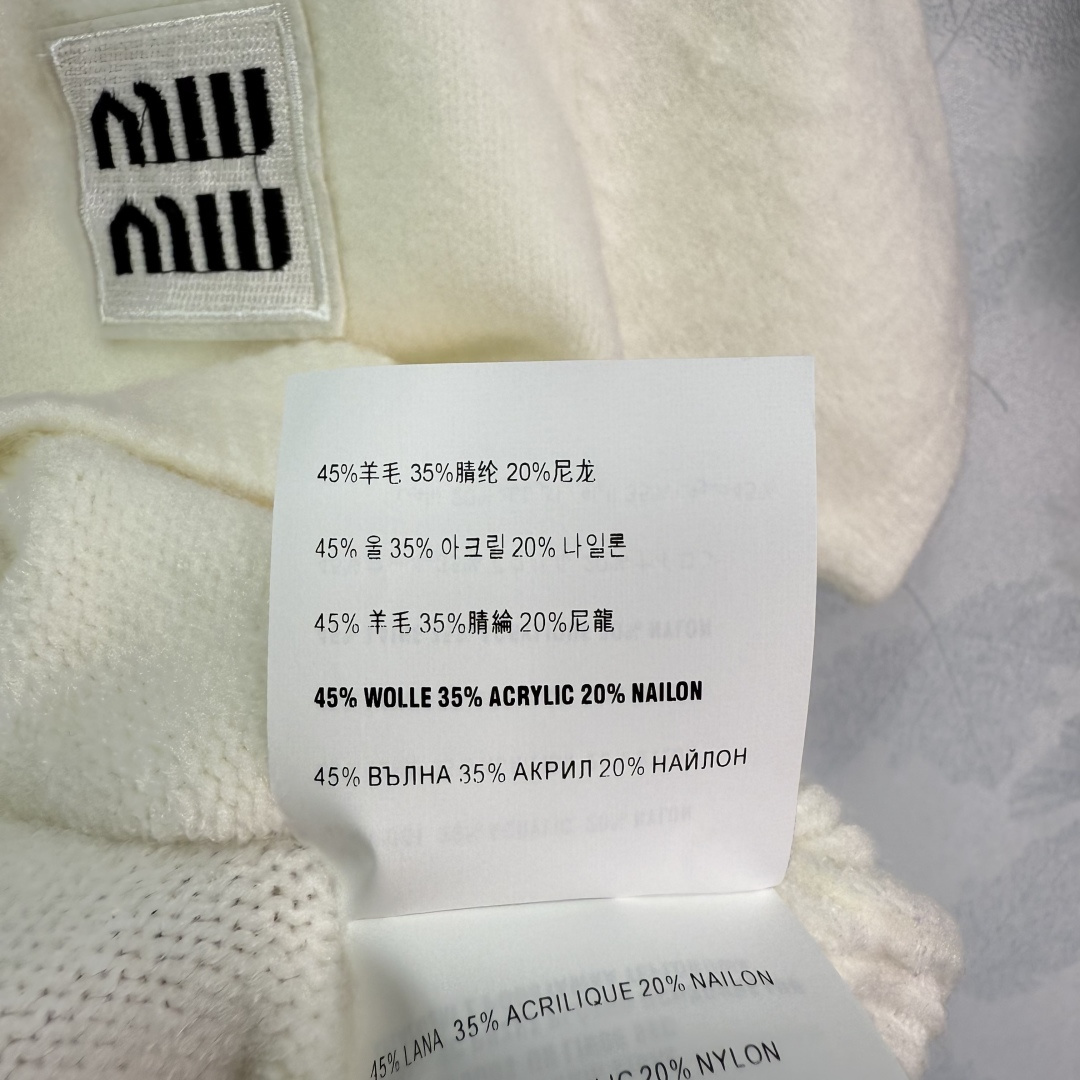 MIU
MIU
45%羊毛 35%腈纶 20%尼龙
45% 울 35% 아크릴 20% 나일론
45% 羊毛 35%腈綸 20%尼龍
45% WOLLE 35% ACRYLIC 20% NAILON
45% ВЪЛНА 35% АКРИЛ 20% НАЙЛОН
45% LANA 35% ACRILIQUE 20% NAILON
20% NYLON